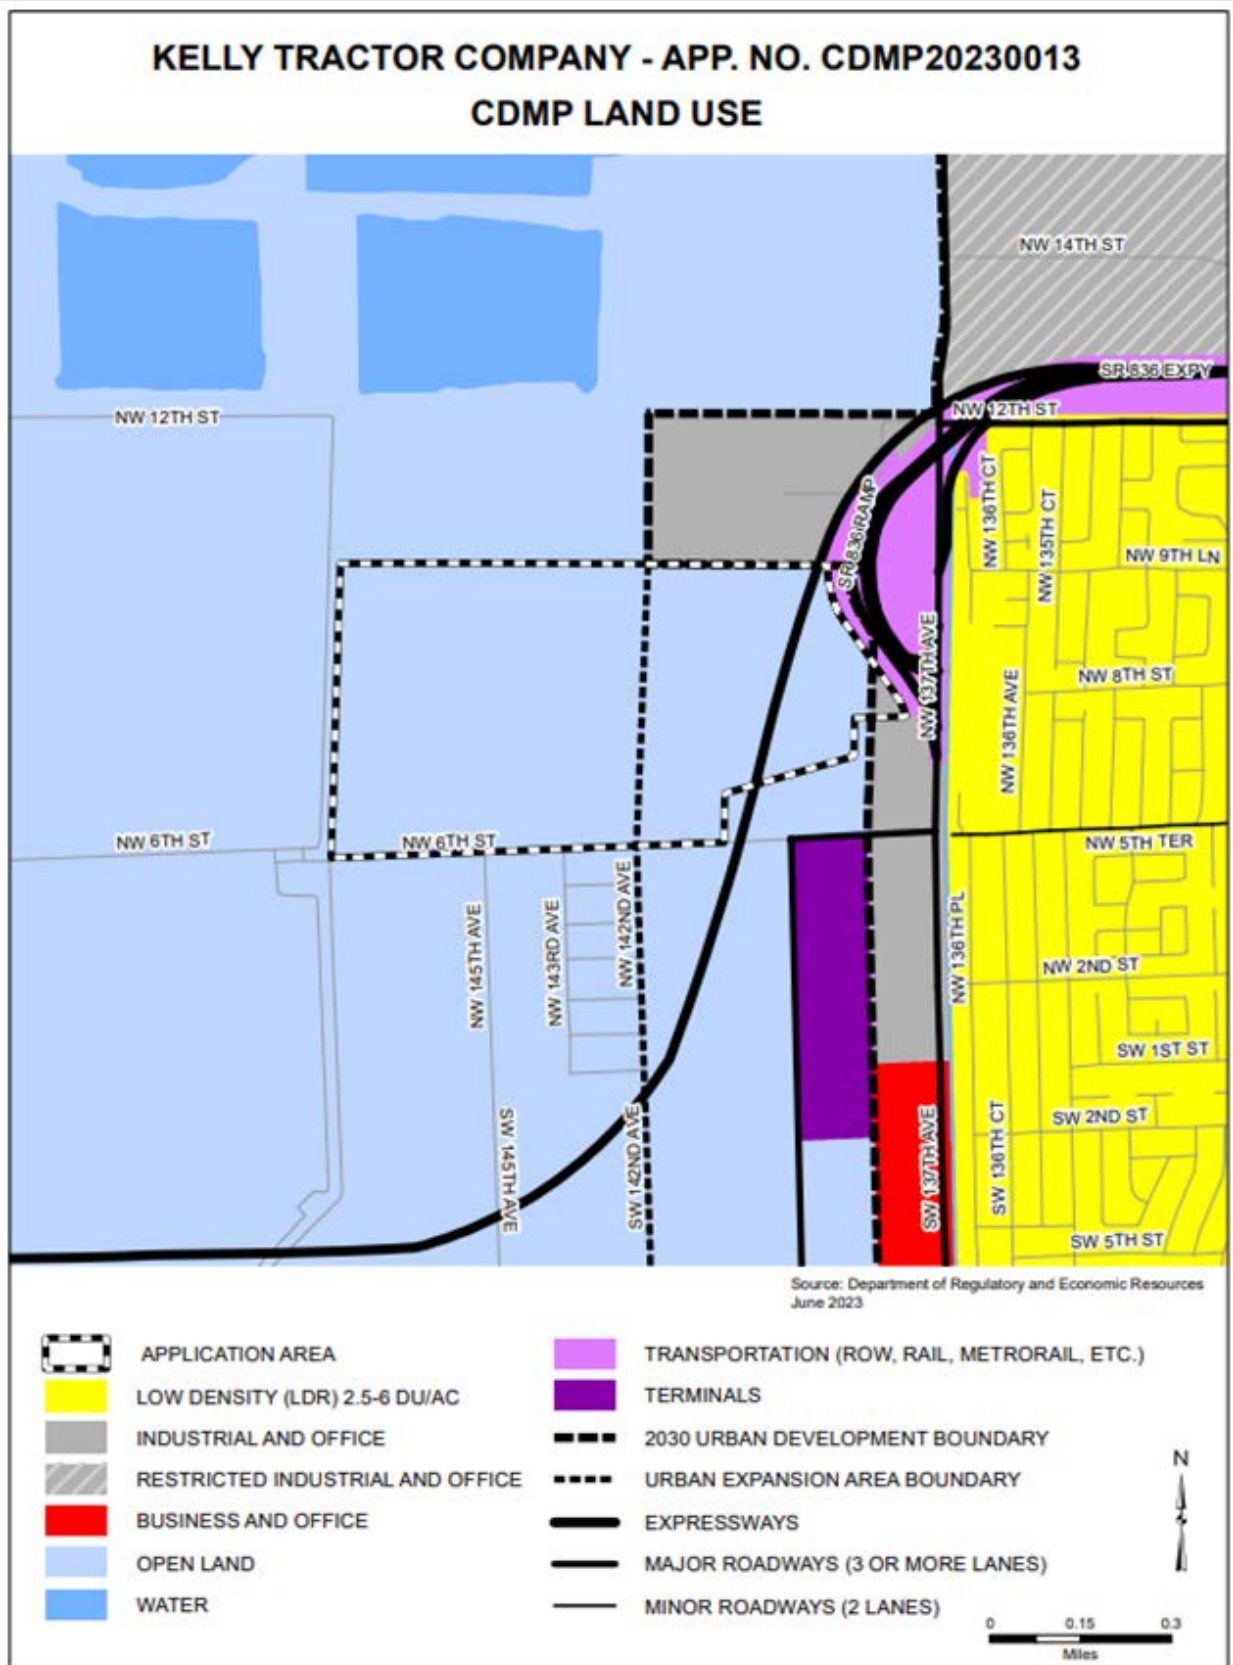 KELLY TRACTOR COMPANY - APP. NO. CDMP20230013
CDMP LAND USE
NW 14TH ST
SR 836 EXPY
NW 12TH ST
NW 12TH ST
NW 136TH CT
NW 135TH CT
SR 836 RAMP
NW 9TH LN
NW 137TH AVE
NW 8TH ST
NW 136TH AVE
NW 6TH ST
NW 6TH ST
NW 5TH TER
NW 145TH AVE
NW 143RD AVE
NW 142ND AVE
NW 136TH PL
NW 2ND ST
SW 1ST ST
SW 145TH AVE
SW 142ND AVE
SW 137TH AVE
SW 136TH CT
SW 2ND ST
SW 5TH ST
Source: Department of Regulatory and Economic Resources
June 2023
APPLICATION AREA
LOW DENSITY (LDR) 2.5-6 DU/AC
INDUSTRIAL AND OFFICE
RESTRICTED INDUSTRIAL AND OFFICE
BUSINESS AND OFFICE
OPEN LAND
WATER
TRANSPORTATION (ROW, RAIL, METRORAIL, ETC.)
TERMINALS
2030 URBAN DEVELOPMENT BOUNDARY
URBAN EXPANSION AREA BOUNDARY
EXPRESSWAYS
MAJOR ROADWAYS (3 OR MORE LANES)
MINOR ROADWAYS (2 LANES)
N
0 0.15 0.3
Miles